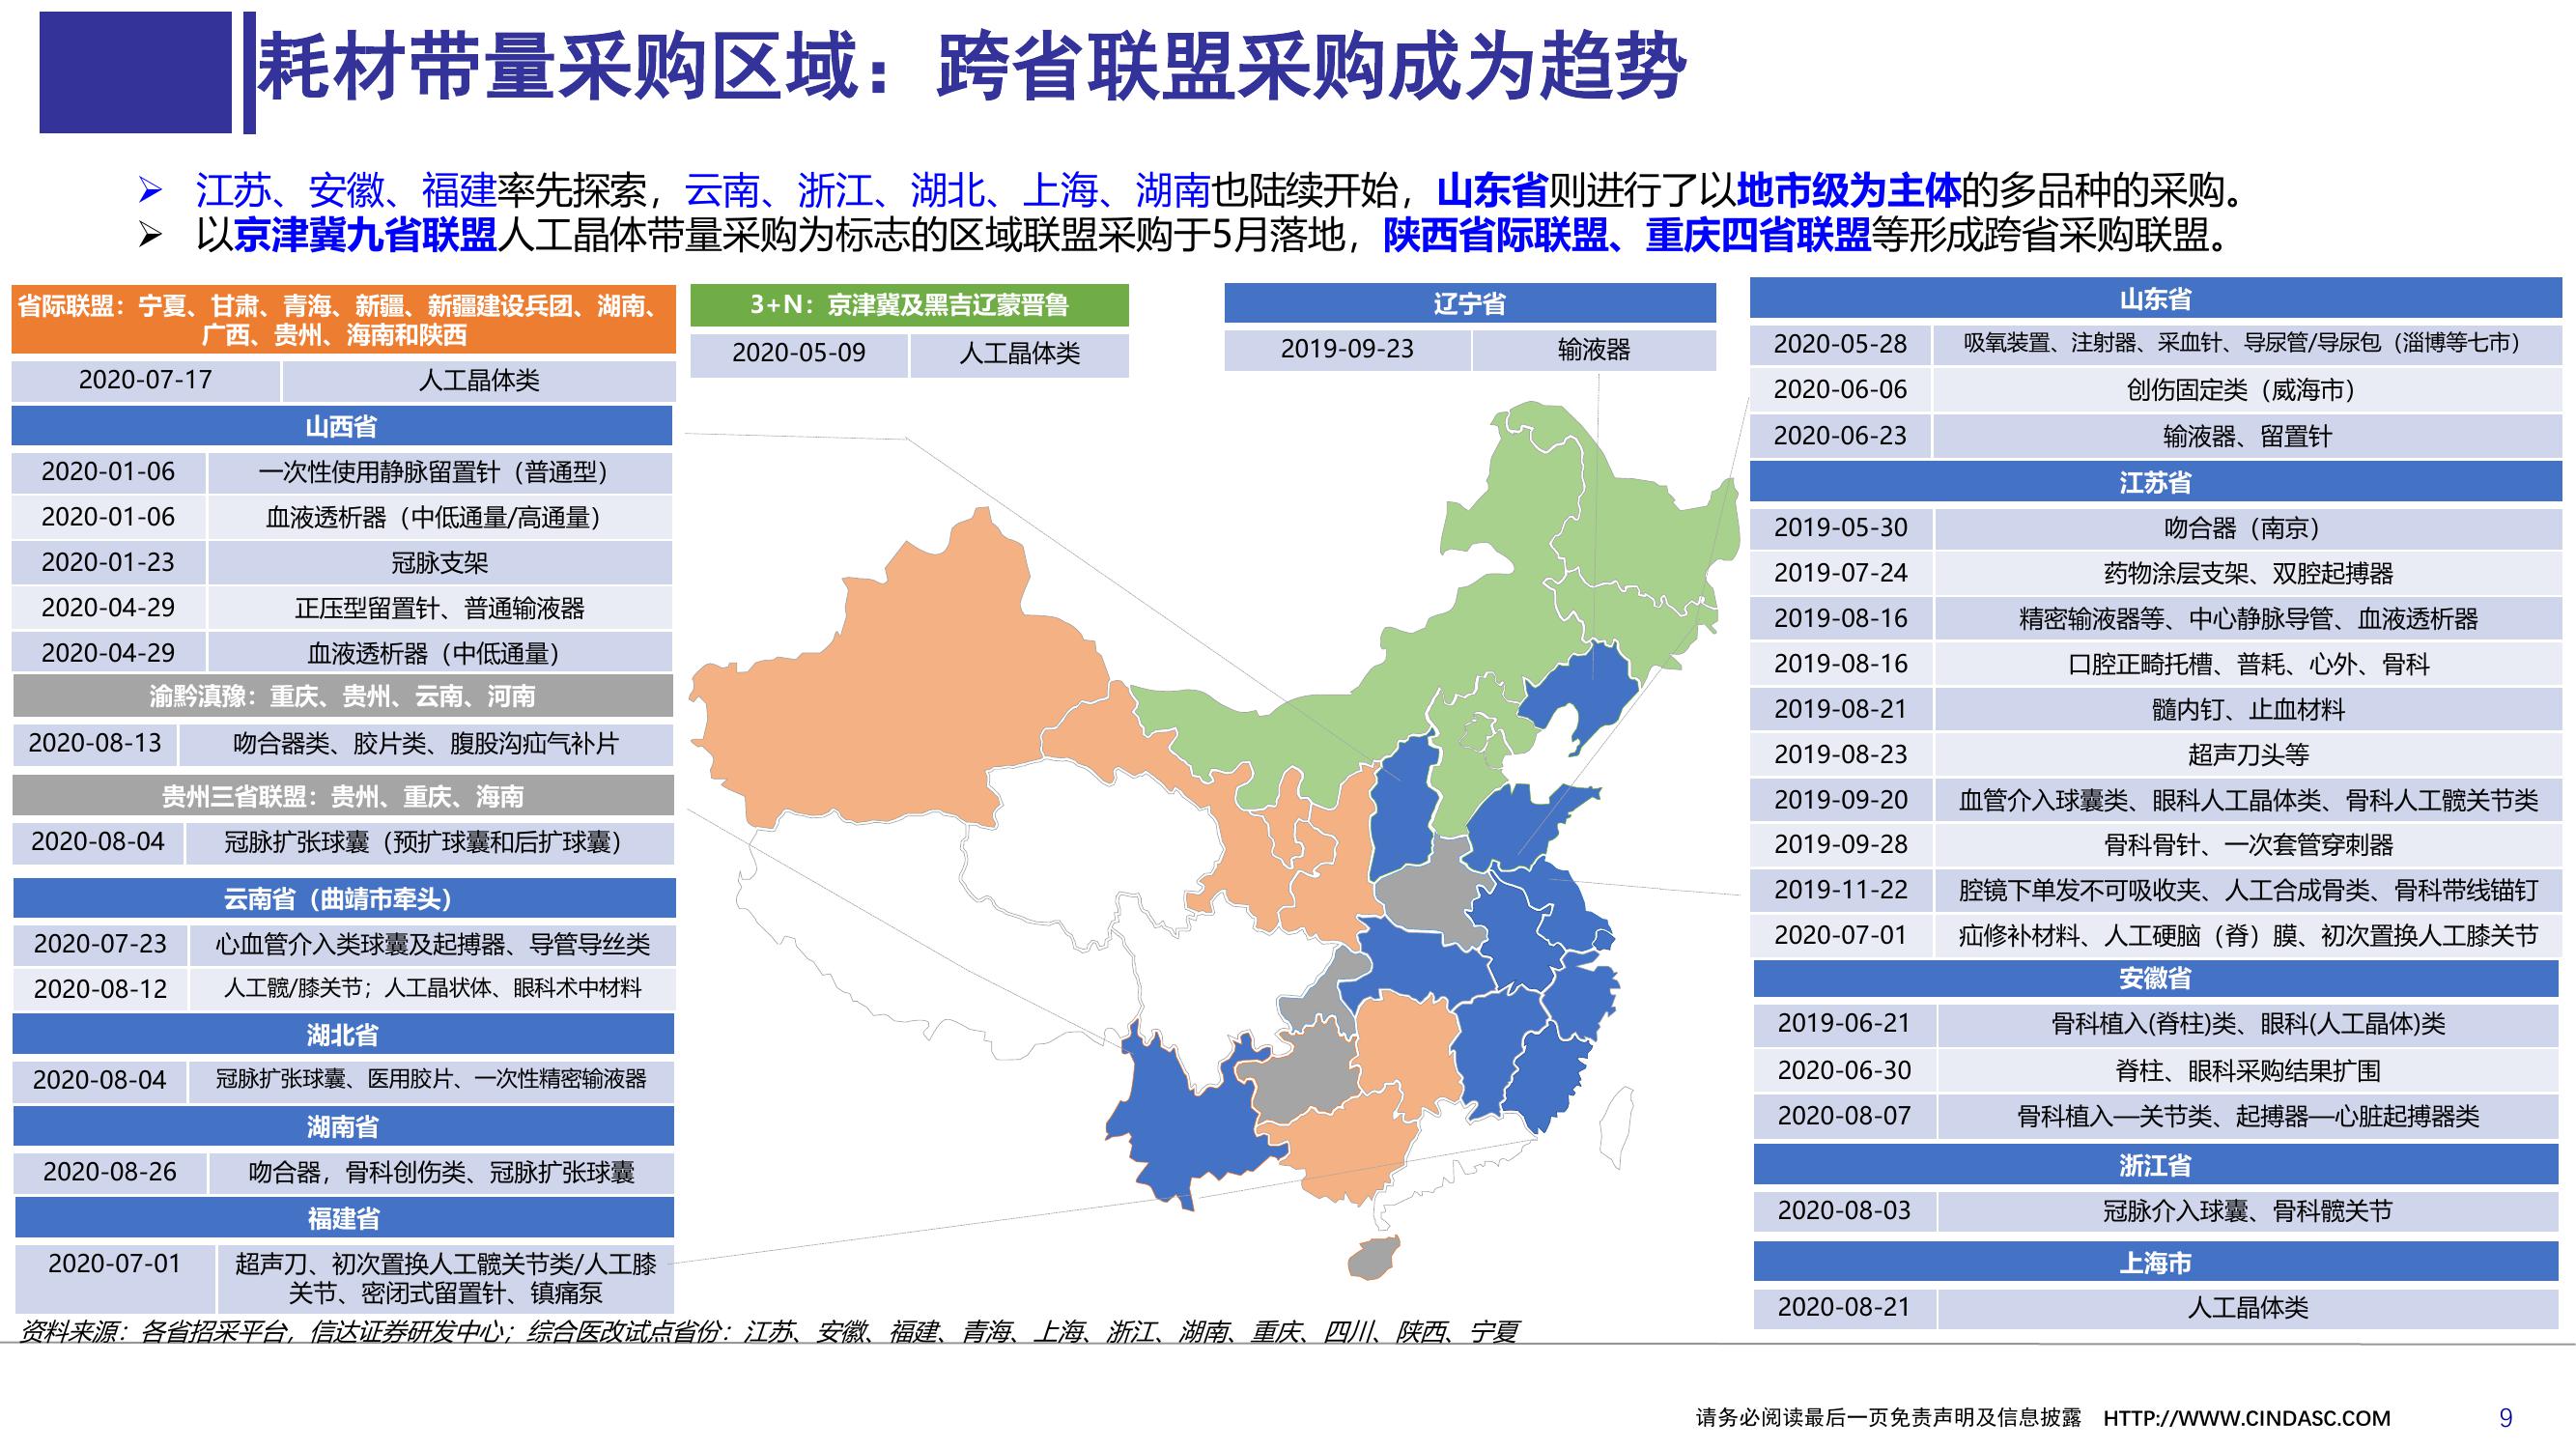 耗材带量采购区域：跨省联盟采购成为趋势
➢ 江苏、安徽、福建率先探索，云南、浙江、湖北、上海、湖南也陆续开始，山东省则进行了以地市级为主体的多品种的采购。
➢ 以京津冀九省联盟人工晶体带量采购为标志的区域联盟采购于5月落地，陕西省际联盟、重庆四省联盟等形成跨省采购联盟。
省际联盟：宁夏、甘肃、青海、新疆、新疆建设兵团、湖南、
广西、贵州、海南和陕西
2020-07-17 人工晶体类
山西省
2020-01-06 一次性使用静脉留置针（普通型）
2020-01-06 血液透析器（中低通量/高通量）
2020-01-23 冠脉支架
2020-04-29 正压型留置针、普通输液器
2020-04-29 血液透析器（中低通量）
渝黔滇豫：重庆、贵州、云南、河南
2020-08-13 吻合器类、胶片类、腹股沟疝气补片
贵州三省联盟：贵州、重庆、海南
2020-08-04 冠脉扩张球囊（预扩球囊和后扩球囊）
云南省（曲靖市牵头）
2020-07-23 心血管介入类球囊及起搏器、导管导丝类
2020-08-12 人工髋/膝关节；人工晶状体、眼科术中材料
湖北省
2020-08-04 冠脉扩张球囊、医用胶片、一次性精密输液器
湖南省
2020-08-26 吻合器，骨科创伤类、冠脉扩张球囊
福建省
2020-07-01 超声刀、初次置换人工髋关节类/人工膝
关节、密闭式留置针、镇痛泵
3+N：京津冀及黑吉辽蒙晋鲁
2020-05-09 人工晶体类
辽宁省
2019-09-23 输液器
山东省
2020-05-28 吸氧装置、注射器、采血针、导尿管/导尿包（淄博等七市）
2020-06-06 创伤固定类（威海市）
2020-06-23 输液器、留置针
江苏省
2019-05-30 吻合器（南京）
2019-07-24 药物涂层支架、双腔起搏器
2019-08-16 精密输液器等、中心静脉导管、血液透析器
2019-08-16 口腔正畸托槽、普耗、心外、骨科
2019-08-21 髓内钉、止血材料
2019-08-23 超声刀头等
2019-09-20 血管介入球囊类、眼科人工晶体类、骨科人工髋关节类
2019-09-28 骨科骨针、一次套管穿刺器
2019-11-22 腔镜下单发不可吸收夹、人工合成骨类、骨科带线锚钉
2020-07-01 疝修补材料、人工硬脑（脊）膜、初次置换人工膝关节
安徽省
2019-06-21 骨科植入(脊柱)类、眼科(人工晶体)类
2020-06-30 脊柱、眼科采购结果扩围
2020-08-07 骨科植入—关节类、起搏器—心脏起搏器类
浙江省
2020-08-03 冠脉介入球囊、骨科髋关节
上海市
2020-08-21 人工晶体类
资料来源：各省招采平台，信达证券研发中心；综合医改试点省份：江苏、安徽、福建、青海、上海、浙江、湖南、重庆、四川、陕西、宁夏
请务必阅读最后一页免责声明及信息披露 HTTP://WWW.CINDASC.COM 9